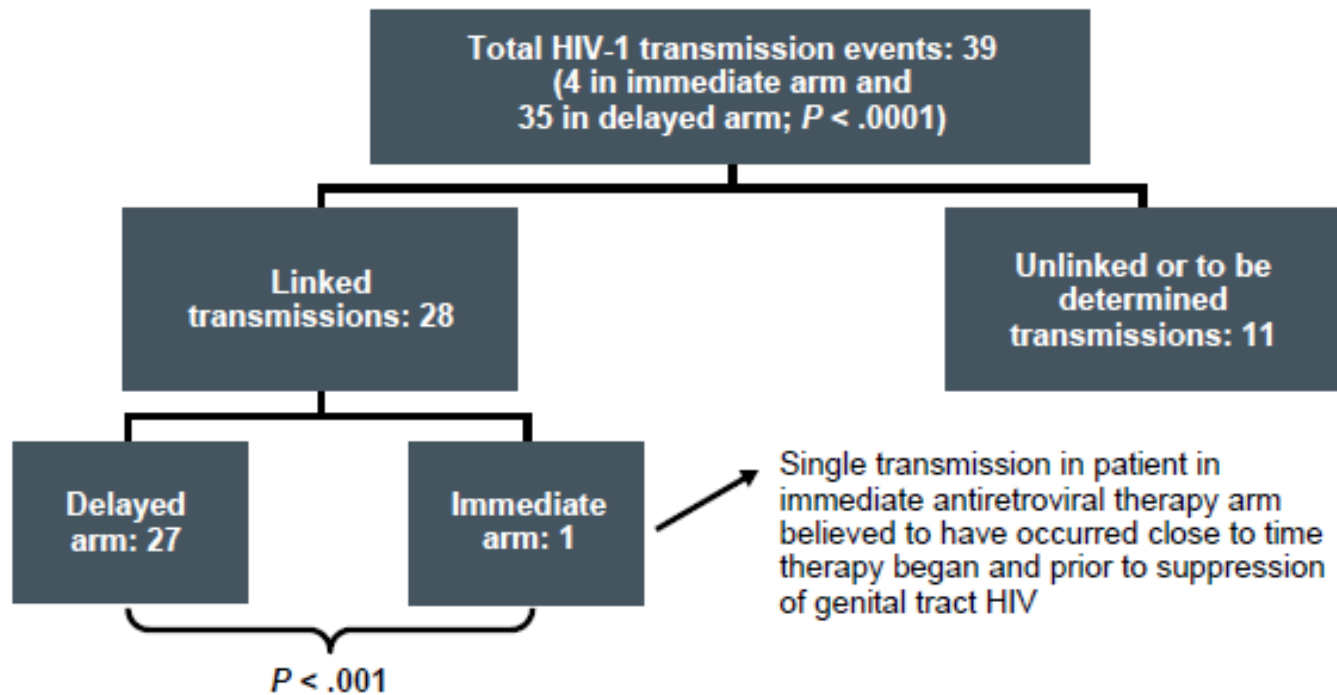 Total HIV-1 transmission events: 39
(4 in immediate arm and
35 in delayed arm; P < .0001)
Linked
transmissions: 28
Unlinked or to be
determined
transmissions: 11
Delayed
arm: 27
Immediate
arm: 1
Single transmission in patient in
immediate antiretroviral therapy arm
believed to have occurred close to time
therapy began and prior to suppression
of genital tract HIV
P < .001